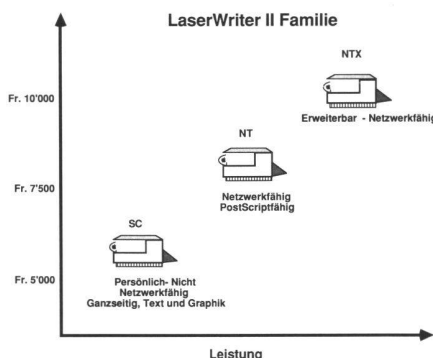 LaserWriter II Familie
NTX
Fr. 10'000
Erweiterbar - Netzwerkfähig
NT
Fr. 7'500
Netzwerkfähig
PostScriptfähig
SC
Persönlich- Nicht
Netzwerkfähig
Fr. 5'000
Ganzseitig, Text und Graphik
Leistung